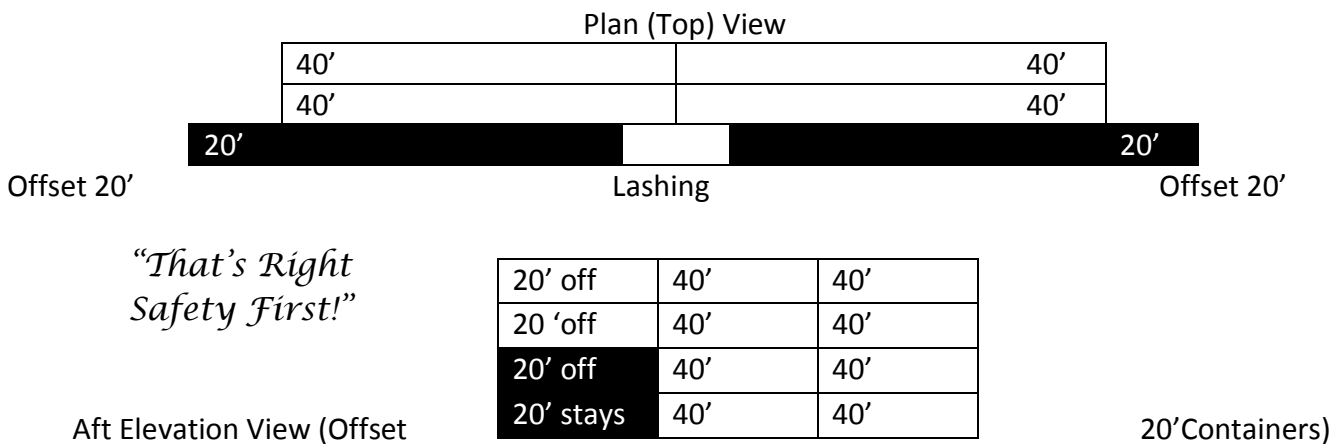 Plan (Top) View
40’ 40’
40’ 40’
20’ 20’
Offset 20’ Lashing Offset 20’
“That’s Right
Safety First!”
20’ off 40’ 40’
20 ‘off 40’ 40’
20’ off 40’ 40’
20’ stays 40’ 40’
Aft Elevation View (Offset 20’Containers)